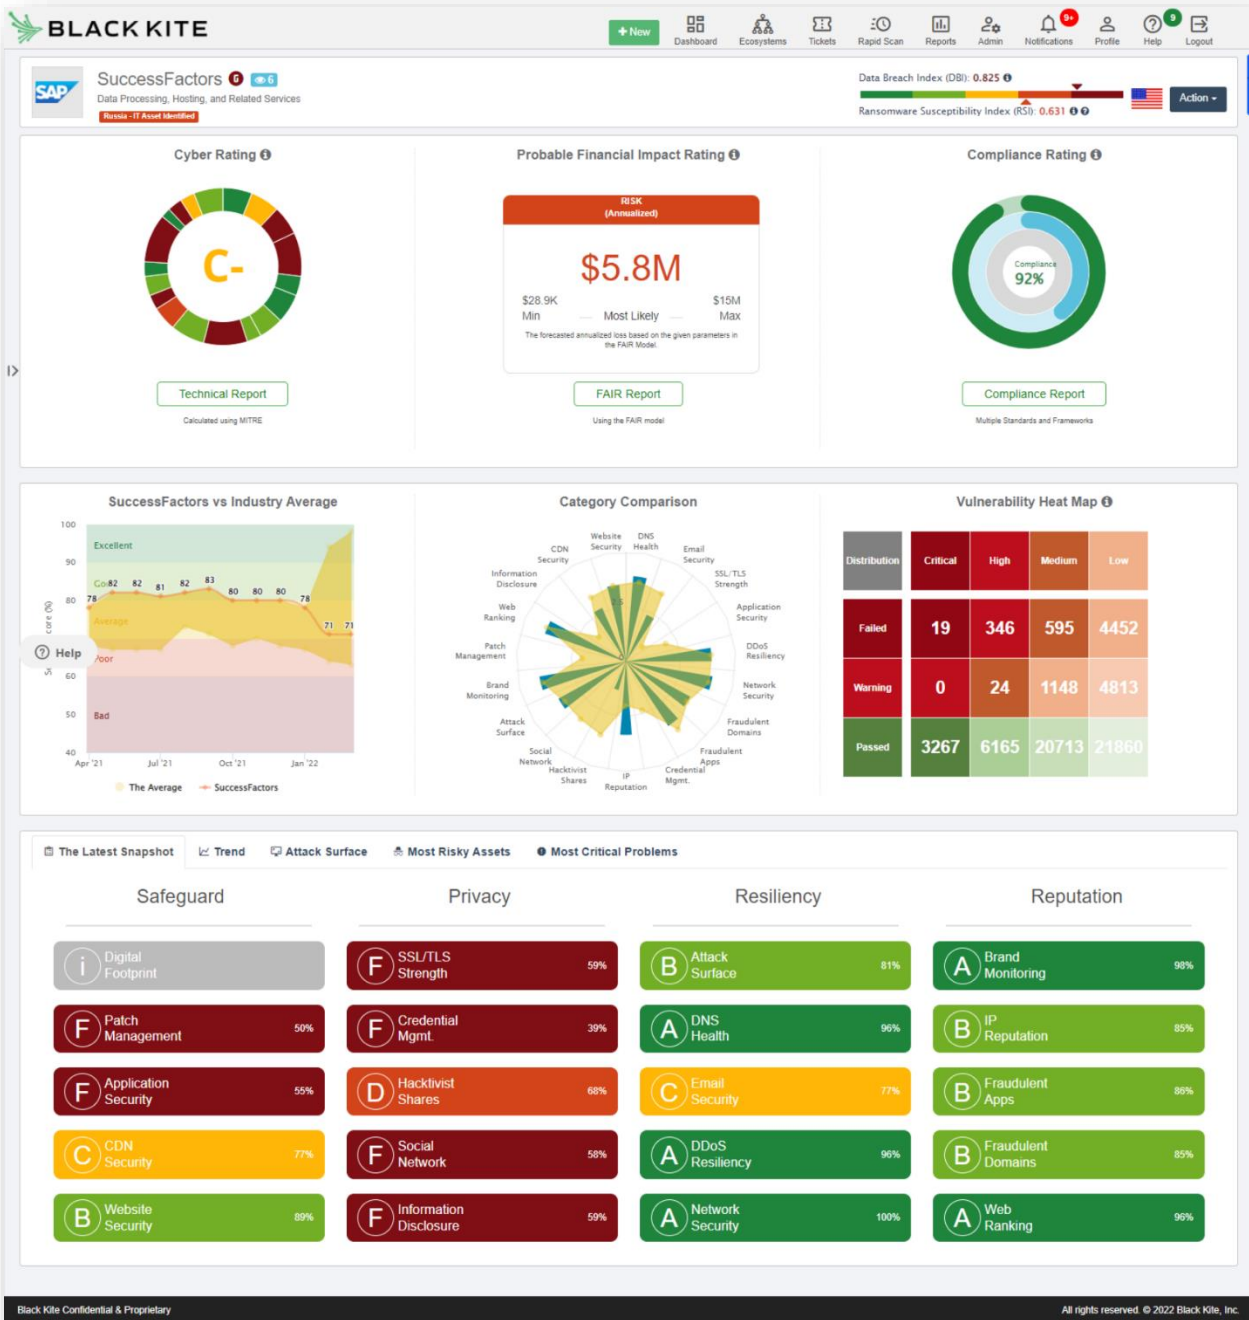 BLACK KITE
+ New
Dashboard
Ecosystems
Tickets
Rapid Scan
Reports
Admin
9+
Notifications
Profile
9
Help
Logout
SAP
SuccessFactors G 6
Data Processing, Hosting, and Related Services
Russia - IT Asset Identified
Data Breach Index (DBI): 0.825
Ransomware Susceptibility Index (RSI): 0.631
Action
Cyber Rating
C-
Technical Report
Calculated using MITRE
Probable Financial Impact Rating
RISK
(Annualized)
$5.8M
$28.9K
Min
Most Likely
$15M
Max
The forecasted annualized loss based on the given parameters in
the FAIR Model.
FAIR Report
Using the FAIR model
Compliance Rating
Compliance
92%
Compliance Report
Multiple Standards and Frameworks
SuccessFactors vs Industry Average
100
90
80
60
50
40
Excellent
Average
Poor
Bad
78 82 82 81 82 83 80 80 80 78 71 71
Apr '21 Jul '21 Oct '21 Jan '22
The Average SuccessFactors
Help
Category Comparison
Website
Security
DNS
Health
Email
Security
SSL/TLS
Strength
Application
Security
DDoS
Resiliency
Network
Security
Fraudulent
Domains
Fraudulent
Apps
Credential
Mgmt.
IP
Reputation
Hacktivist
Shares
Social
Network
Attack
Surface
Brand
Monitoring
Patch
Management
Web
Ranking
Information
Disclosure
CDN
Security
Vulnerability Heat Map
Distribution Critical High Medium Low
Failed 19 346 595 4452
Warning 0 24 1148 4813
Passed 3267 6165 20713 21860
The Latest Snapshot
Trend
Attack Surface
Most Risky Assets
Most Critical Problems
Safeguard
i Digital
Footprint
F Patch
Management 50%
F Application
Security 55%
C CDN
Security 77%
B Website
Security 89%
Privacy
F SSL/TLS
Strength 59%
F Credential
Mgmt. 39%
D Hacktivist
Shares 68%
F Social
Network 58%
F Information
Disclosure 59%
Resiliency
B Attack
Surface 81%
A DNS
Health 96%
C Email
Security 77%
A DDoS
Resiliency 96%
A Network
Security 100%
Reputation
A Brand
Monitoring 98%
B IP
Reputation 85%
B Fraudulent
Apps 86%
B Fraudulent
Domains 85%
A Web
Ranking 96%
Black Kite Confidential & Proprietary
All rights reserved. © 2022 Black Kite, Inc.